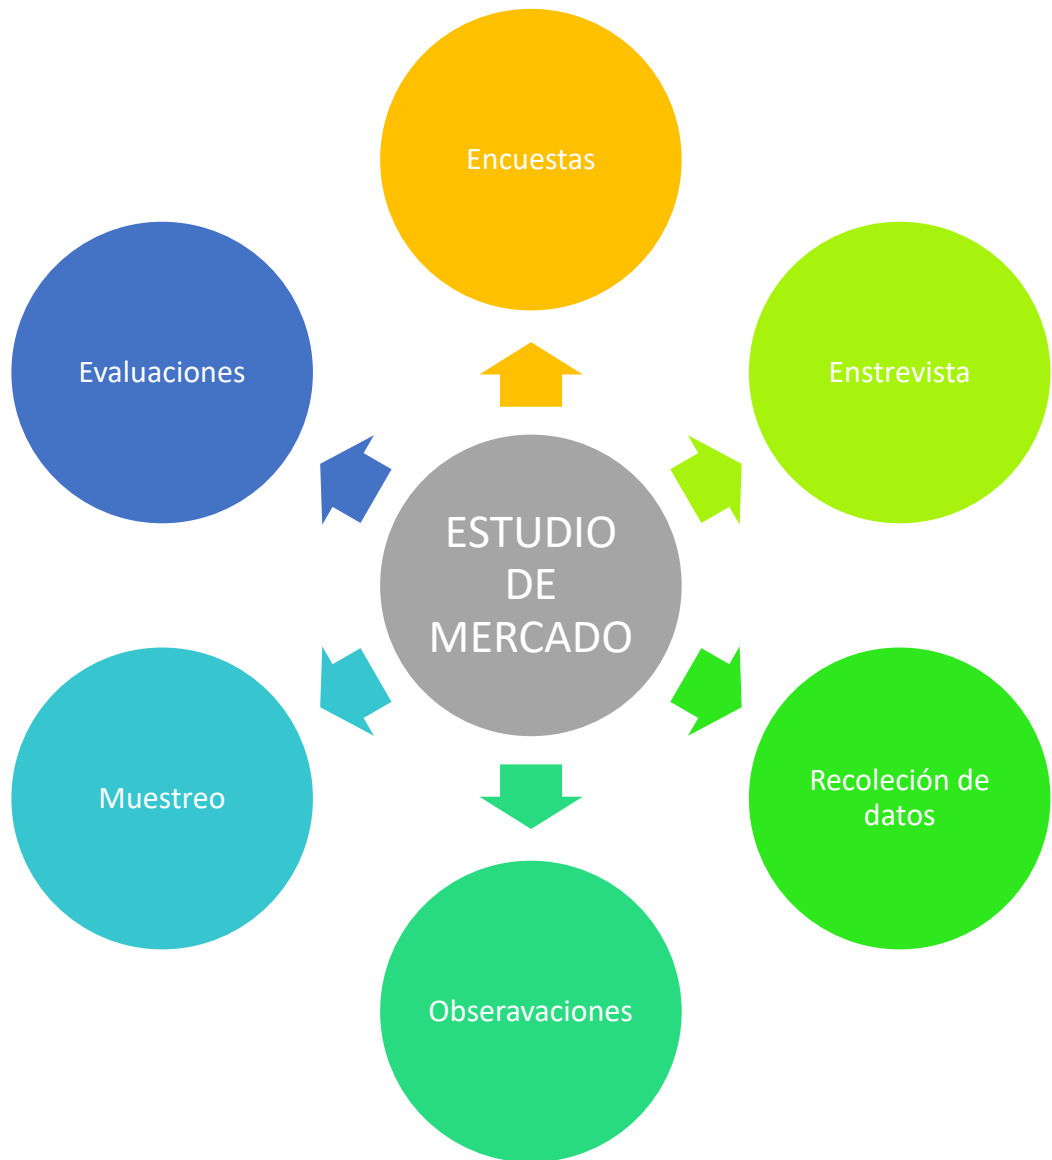 Encuestas
Evaluaciones
Enstrevista
ESTUDIO
DE
MERCADO
Muestreo
Recoleción de
datos
Obseravaciones